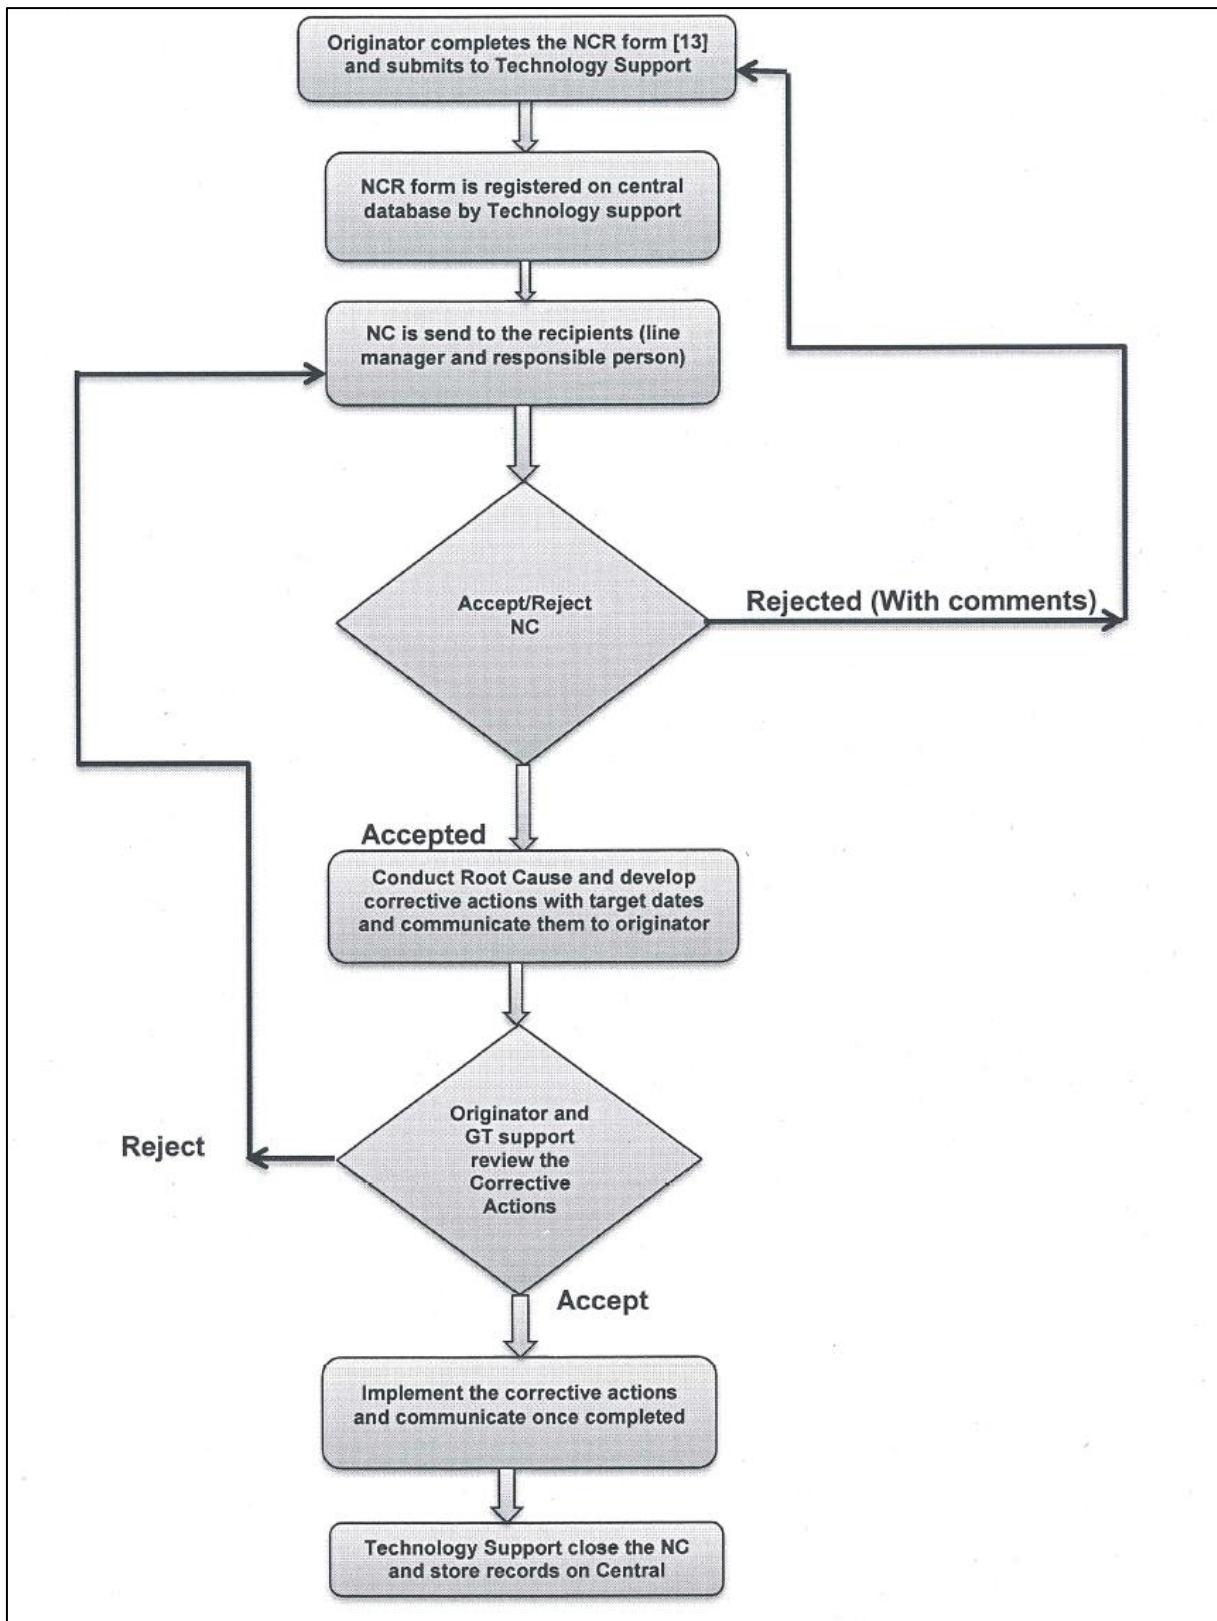 Originator completes the NCR form [13]
and submits to Technology Support
NCR form is registered on central
database by Technology support
NC is send to the recipients (line
manager and responsible person)
Accept/Reject
NC
Rejected (With comments)
Accepted
Conduct Root Cause and develop
corrective actions with target dates
and communicate them to originator
Originator and
GT support
review the
Corrective
Actions
Reject
Accept
Implement the corrective actions
and communicate once completed
Technology Support close the NC
and store records on Central